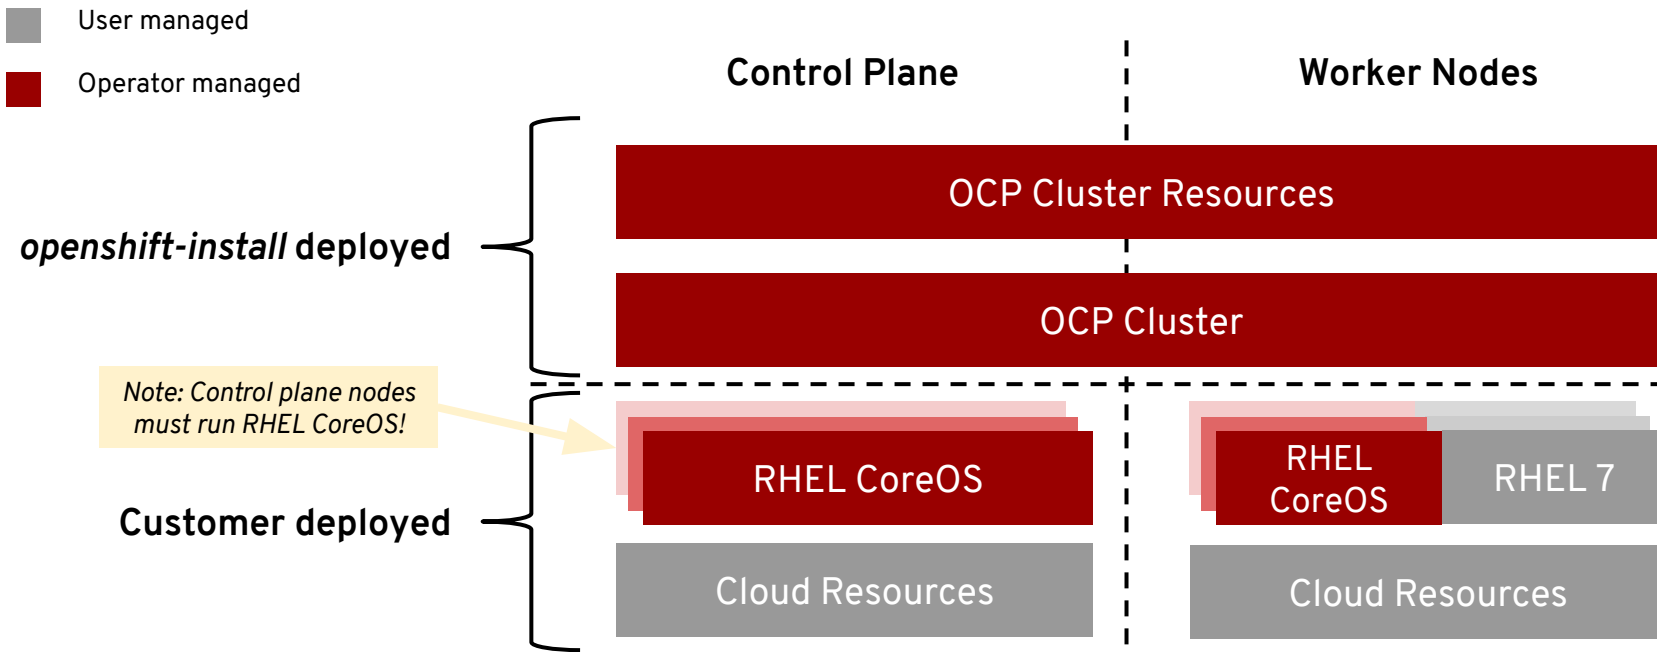 User managed
Operator managed
Control Plane
Worker Nodes
OCP Cluster Resources
openshift-install deployed
OCP Cluster
Note: Control plane nodes
must run RHEL CoreOS!
RHEL CoreOS
RHEL
CoreOS
RHEL 7
Customer deployed
Cloud Resources
Cloud Resources